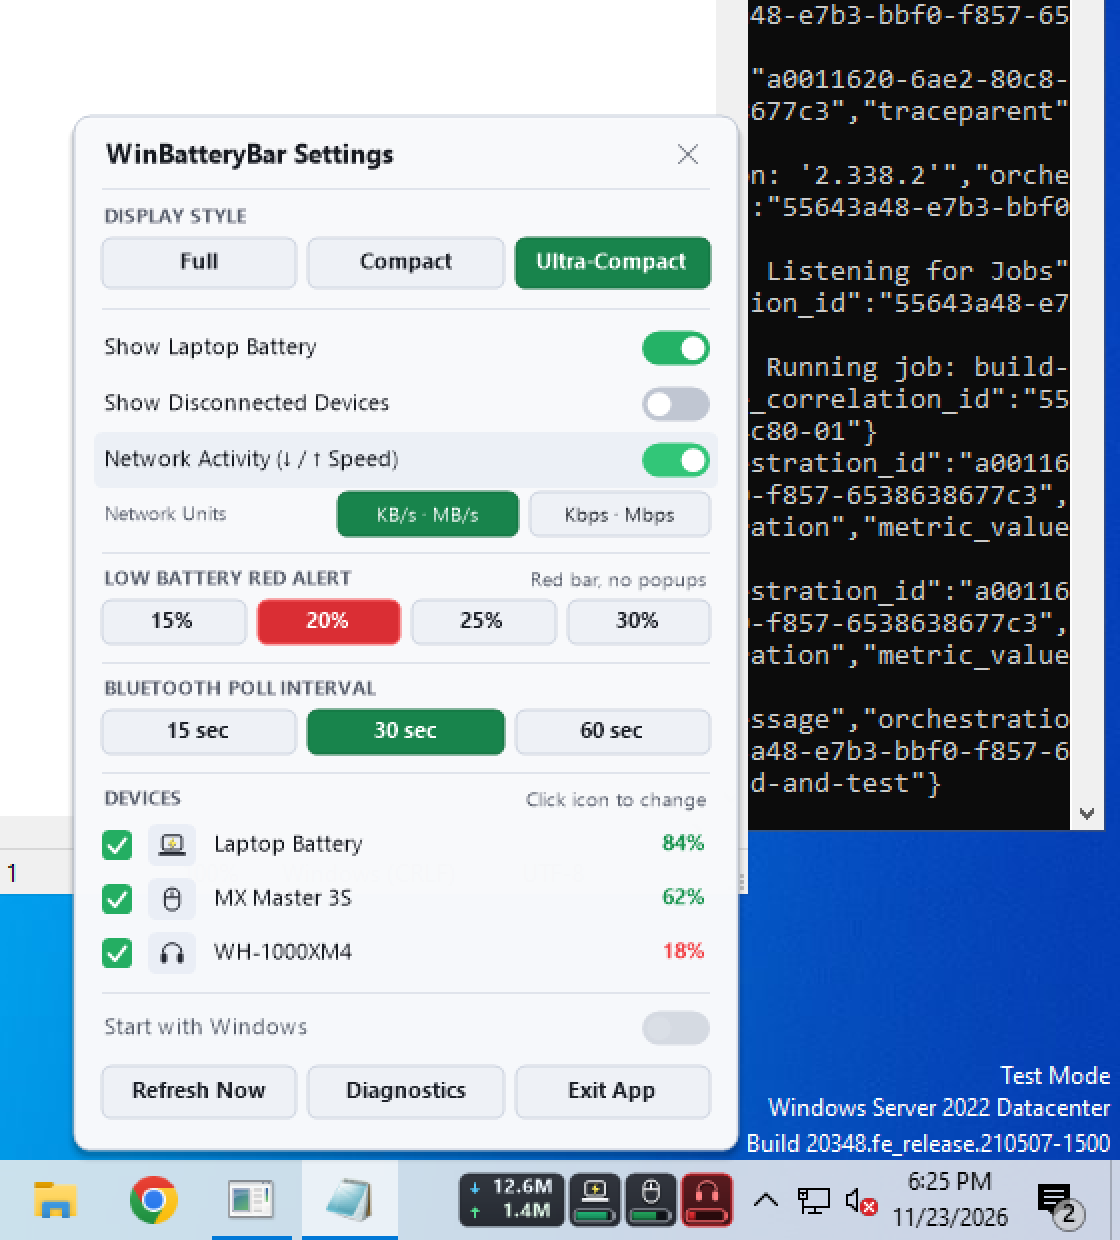 48-e7b3-bbf0-f857-65
"a0011620-6ae2-80c8-
677c3","traceparent"
n: '2.338.2'","orche
:"55643a48-e7b3-bbf0
Listening for Jobs"
ion_id":"55643a48-e7
Running job: build-
_correlation_id":"55
c80-01"}
stration_id":"a00116
-f857-6538638677c3",
ation","metric_value
stration_id":"a00116
-f857-6538638677c3",
ation","metric_value
ssage","orchestratio
a48-e7b3-bbf0-f857-6
d-and-test"}
WinBatteryBar Settings
DISPLAY STYLE
Full Compact Ultra-Compact
Show Laptop Battery
Show Disconnected Devices
Network Activity (↓ / ↑ Speed)
Network Units KB/s · MB/s Kbps · Mbps
LOW BATTERY RED ALERT Red bar, no popups
15% 20% 25% 30%
BLUETOOTH POLL INTERVAL
15 sec 30 sec 60 sec
DEVICES Click icon to change
Laptop Battery 84%
MX Master 3S 62%
WH-1000XM4 18%
Start with Windows
Refresh Now Diagnostics Exit App
1
Test Mode
Windows Server 2022 Datacenter
Build 20348.fe_release.210507-1500
↓ 12.6M
↑ 1.4M
6:25 PM
11/23/2026
2